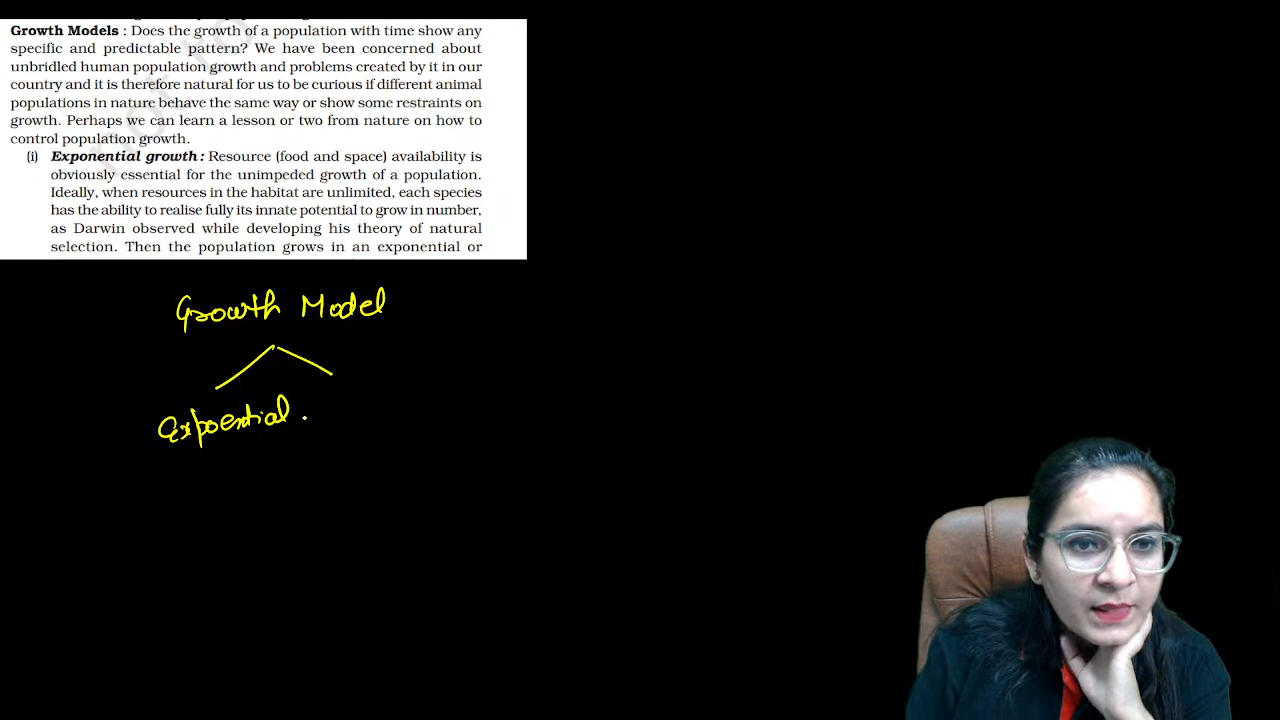 Growth Models : Does the growth of a population with time show any
specific and predictable pattern? We have been concerned about
unbridled human population growth and problems created by it in our
country and it is therefore natural for us to be curious if different animal
populations in nature behave the same way or show some restraints on
growth. Perhaps we can learn a lesson or two from nature on how to
control population growth.
(i) Exponential growth : Resource (food and space) availability is
obviously essential for the unimpeded growth of a population.
Ideally, when resources in the habitat are unlimited, each species
has the ability to realise fully its innate potential to grow in number,
as Darwin observed while developing his theory of natural
selection. Then the population grows in an exponential or
Growth Model
Expoential .